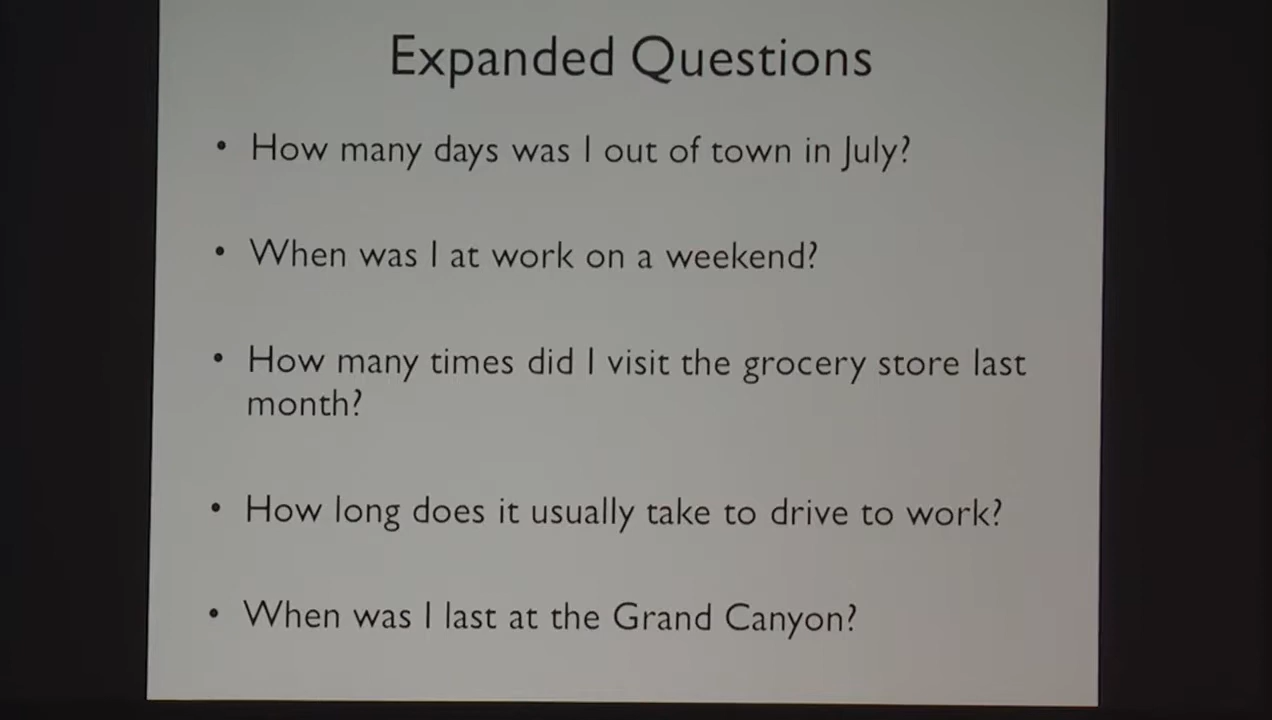 Expanded Questions
• How many days was I out of town in July?
• When was I at work on a weekend?
• How many times did I visit the grocery store last
month?
• How long does it usually take to drive to work?
• When was I last at the Grand Canyon?